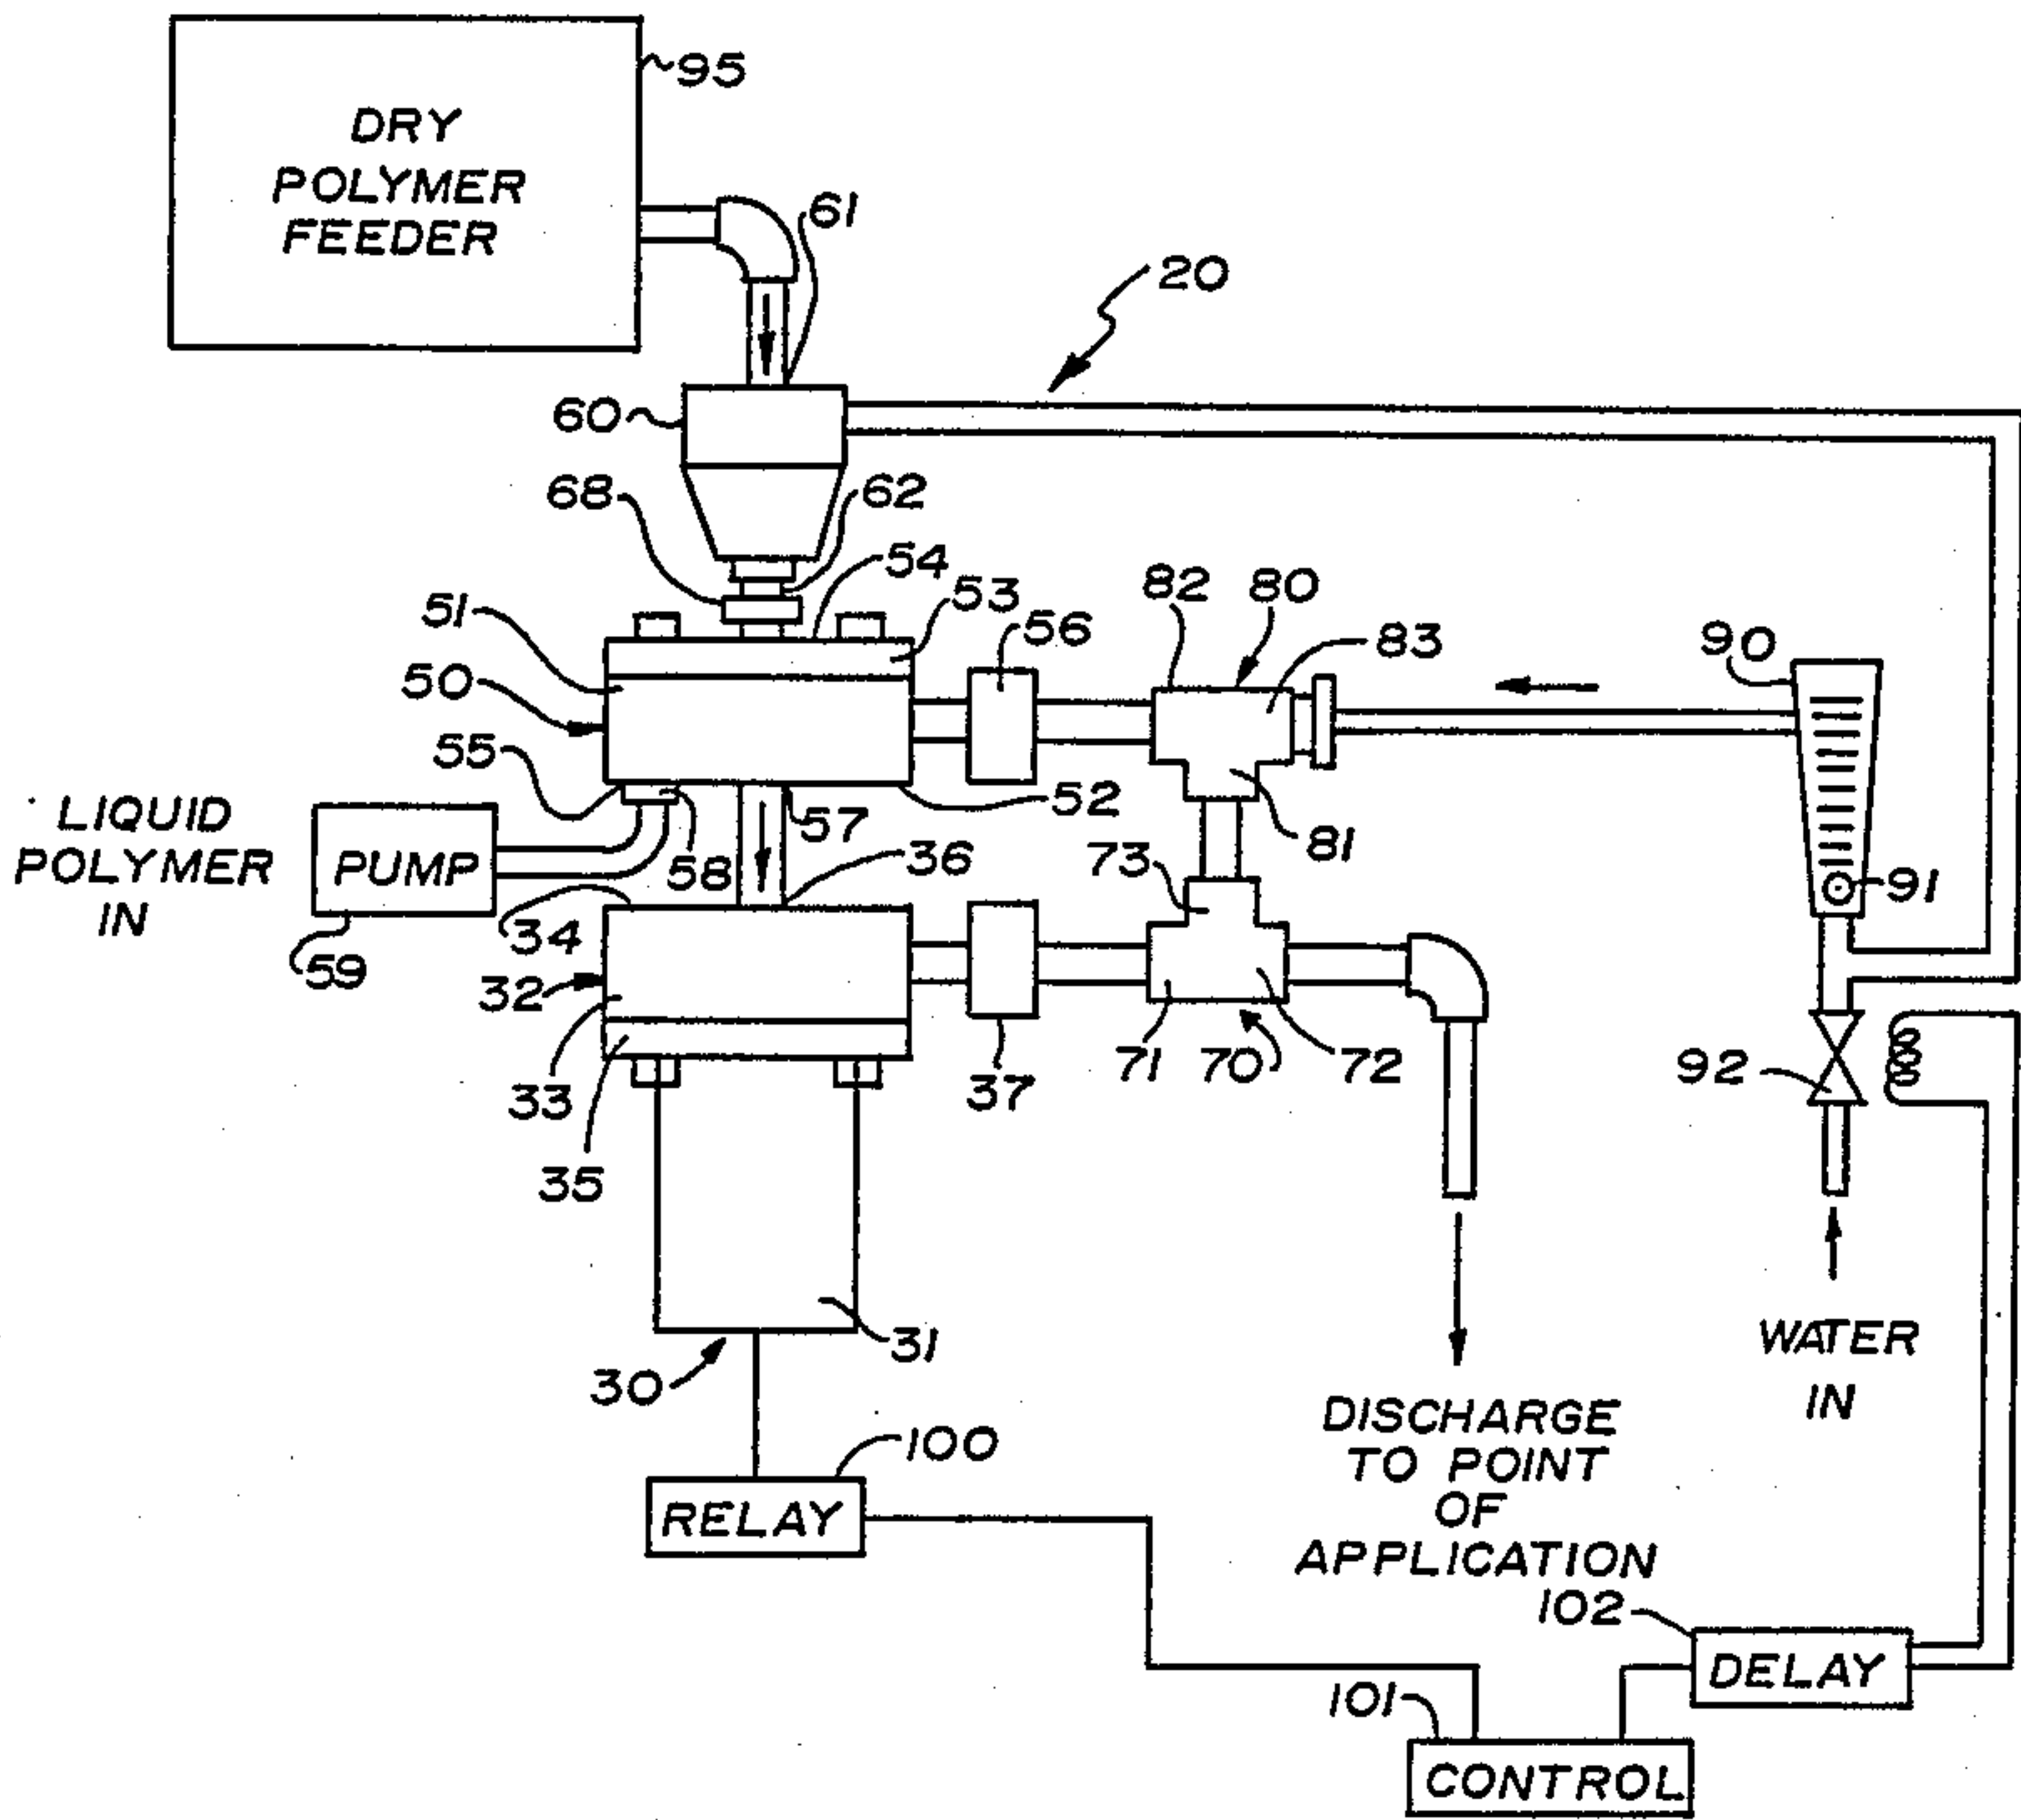 95
DRY
POLYMER
FEEDER
61
20
60
68
62
54
53
82
80
51
56
83
90
50
55
52
LIQUID
POLYMER
IN
PUMP
57
81
58
36
73
91
34
59
32
33
37
71
70
72
92
35
31
30
WATER
IN
DISCHARGE
TO POINT
OF
APPLICATION
100
RELAY
102
DELAY
101
CONTROL